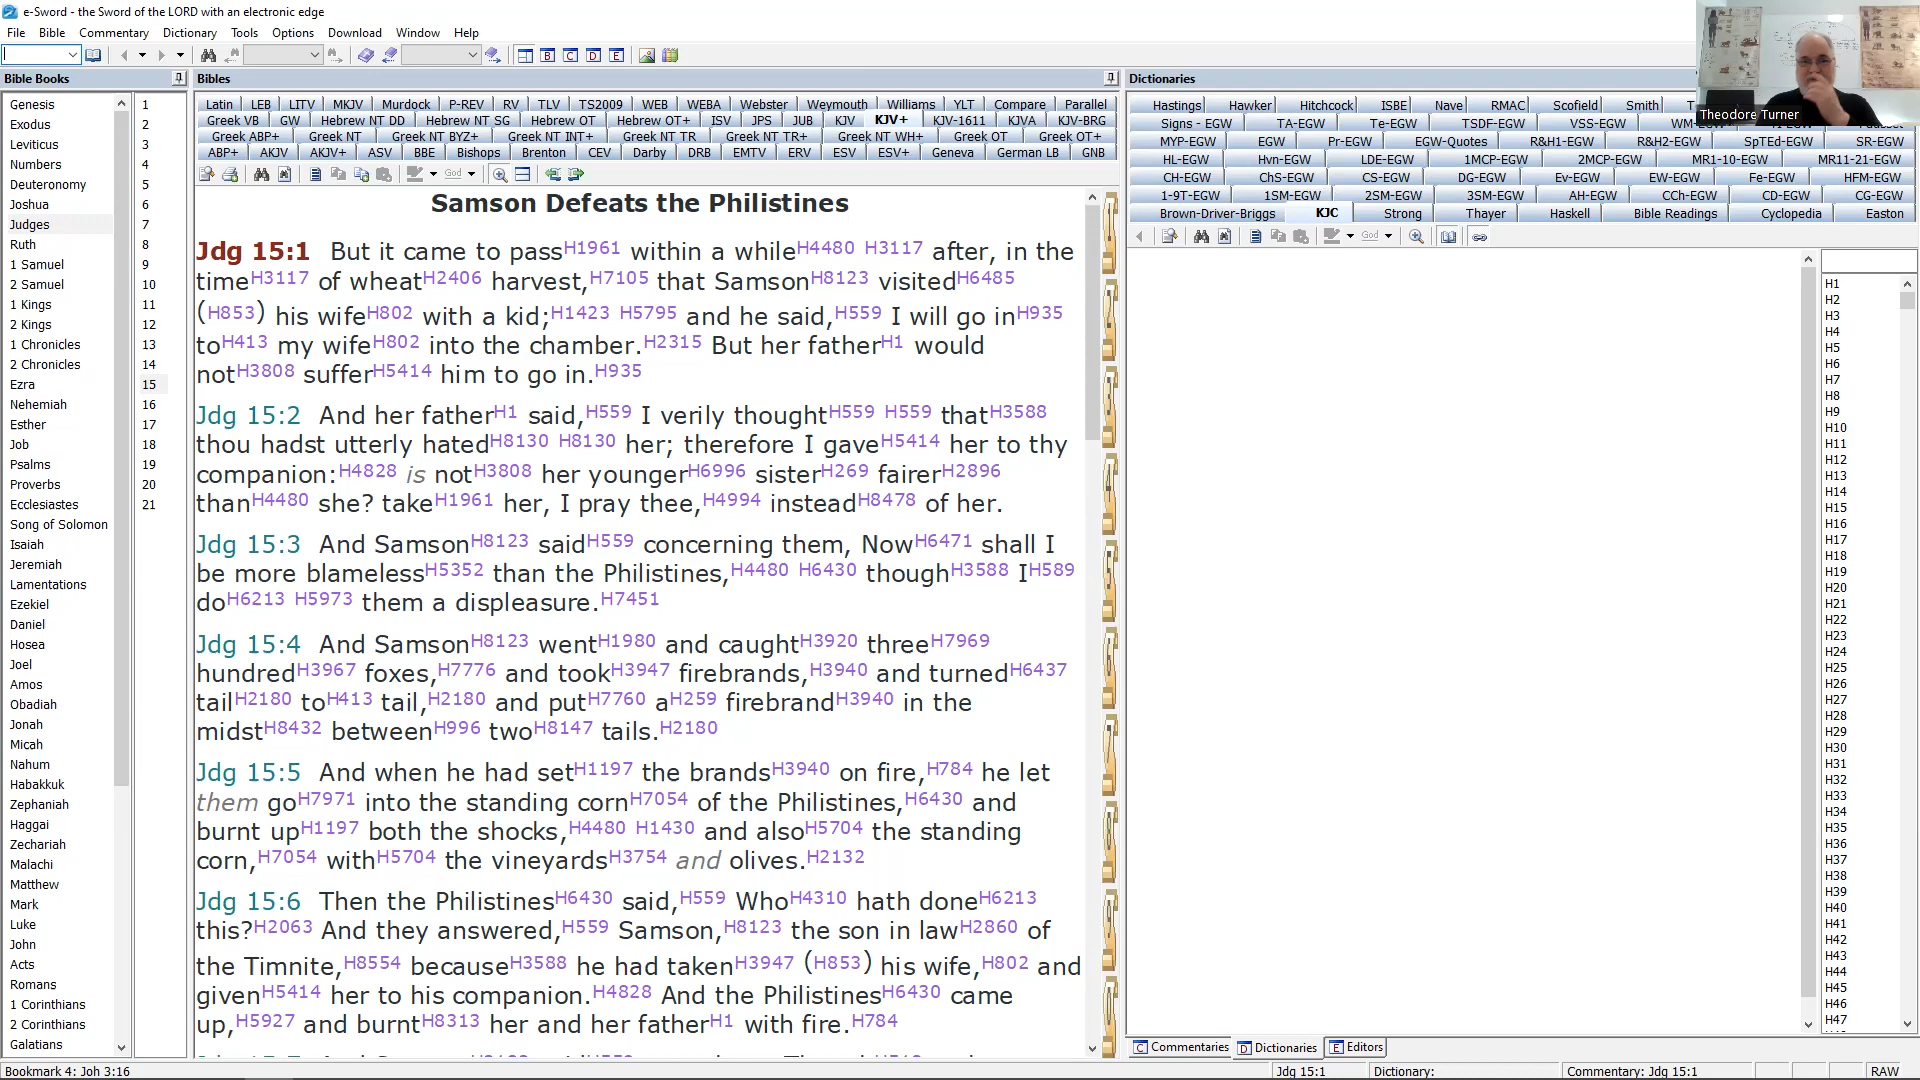 e-Sword - the Sword of the LORD with an electronic edge
File Bible Commentary Dictionary Tools Options Download Window Help
Bible Books
Genesis
Exodus
Leviticus
Numbers
Deuteronomy
Joshua
Judges
Ruth
1 Samuel
2 Samuel
1 Kings
2 Kings
1 Chronicles
2 Chronicles
Ezra
Nehemiah
Esther
Job
Psalms
Proverbs
Ecclesiastes
Song of Solomon
Isaiah
Jeremiah
Lamentations
Ezekiel
Daniel
Hosea
Joel
Amos
Obadiah
Jonah
Micah
Nahum
Habakkuk
Zephaniah
Haggai
Zechariah
Malachi
Matthew
Mark
Luke
John
Acts
Romans
1 Corinthians
2 Corinthians
Galatians
1
2
3
4
5
6
7
8
9
10
11
12
13
14
15
16
17
18
19
20
21
Bibles
Latin LEB LITV MKJV Murdock P-REV RV TLV TS2009 WEB WEBA Webster Weymouth Williams YLT Compare Parallel
Greek VB GW Hebrew NT DD Hebrew NT SG Hebrew OT Hebrew OT+ ISV JPS JUB KJV KJV+ KJV-1611 KJVA KJV-BRG
Greek ABP+ Greek NT Greek NT BYZ+ Greek NT INT+ Greek NT TR Greek NT TR+ Greek NT WH+ Greek OT Greek OT+
ABP+ AKJV AKJV+ ASV BBE Bishops Brenton CEV Darby DRB EMTV ERV ESV ESV+ Geneva German LB GNB
God
Samson Defeats the Philistines
Jdg 15:1 But it came to passH1961 within a whileH4480 H3117 after, in the
timeH3117 of wheatH2406 harvest,H7105 that SamsonH8123 visitedH6485
(H853) his wifeH802 with a kid;H1423 H5795 and he said,H559 I will go inH935
toH413 my wifeH802 into the chamber.H2315 But her fatherH1 would
notH3808 sufferH5414 him to go in.H935
Jdg 15:2 And her fatherH1 said,H559 I verily thoughtH559 H559 thatH3588
thou hadst utterly hatedH8130 H8130 her; therefore I gaveH5414 her to thy
companion:H4828 is notH3808 her youngerH6996 sisterH269 fairerH2896
thanH4480 she? takeH1961 her, I pray thee,H4994 insteadH8478 of her.
Jdg 15:3 And SamsonH8123 saidH559 concerning them, NowH6471 shall I
be more blamelessH5352 than the Philistines,H4480 H6430 thoughH3588 IH589
doH6213 H5973 them a displeasure.H7451
Jdg 15:4 And SamsonH8123 wentH1980 and caughtH3920 threeH7969
hundredH3967 foxes,H7776 and tookH3947 firebrands,H3940 and turnedH6437
tailH2180 toH413 tail,H2180 and putH7760 aH259 firebrandH3940 in the
midstH8432 betweenH996 twoH8147 tails.H2180
Jdg 15:5 And when he had setH1197 the brandsH3940 on fire,H784 he let
them goH7971 into the standing cornH7054 of the Philistines,H6430 and
burnt upH1197 both the shocks,H4480 H1430 and alsoH5704 the standing
corn,H7054 withH5704 the vineyardsH3754 and olives.H2132
Jdg 15:6 Then the PhilistinesH6430 said,H559 WhoH4310 hath doneH6213
this?H2063 And they answered,H559 Samson,H8123 the son in lawH2860 of
the Timnite,H8554 becauseH3588 he had takenH3947 (H853) his wife,H802 and
givenH5414 her to his companion.H4828 And the PhilistinesH6430 came
up,H5927 and burntH8313 her and her fatherH1 with fire.H784
Dictionaries
Hastings Hawker Hitchcock ISBE Nave RMAC Scofield Smith
Signs - EGW TA-EGW Te-EGW TSDF-EGW VSS-EGW
MYP-EGW EGW Pr-EGW EGW-Quotes R&H1-EGW R&H2-EGW SpTEd-EGW SR-EGW
HL-EGW Hvn-EGW LDE-EGW 1MCP-EGW 2MCP-EGW MR1-10-EGW MR11-21-EGW
CH-EGW ChS-EGW CS-EGW DG-EGW Ev-EGW EW-EGW Fe-EGW HFM-EGW
1-9T-EGW 1SM-EGW 2SM-EGW 3SM-EGW AH-EGW CCh-EGW CD-EGW CG-EGW
Brown-Driver-Briggs KJC Strong Thayer Haskell Bible Readings Cyclopedia Easton
God
H1
H2
H3
H4
H5
H6
H7
H8
H9
H10
H11
H12
H13
H14
H15
H16
H17
H18
H19
H20
H21
H22
H23
H24
H25
H26
H27
H28
H29
H30
H31
H32
H33
H34
H35
H36
H37
H38
H39
H40
H41
H42
H43
H44
H45
H46
H47
Theodore Turner
C Commentaries D Dictionaries E Editors
Bookmark 4: Joh 3:16 Jdg 15:1 Dictionary: Commentary: Jdg 15:1 RAW